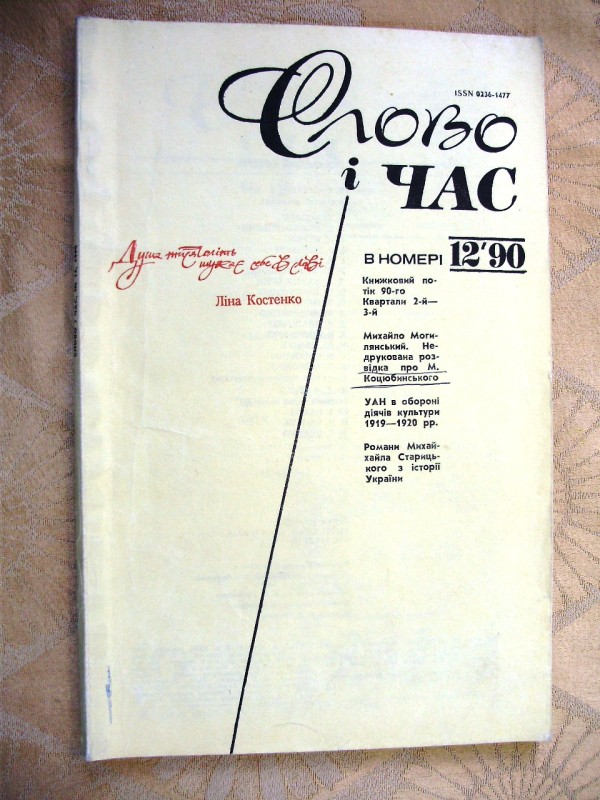 ISSN 0236-1477
Слово
і ЧАС
Душа тисячоліть
шукає себе в слові
Ліна Костенко
В НОМЕРІ 12'90
Книжковий по-
тік 90-го
Квартали 2-й—
3-й
Михайло Моги-
лянський. Не-
друкована роз-
відка про М.
Коцюбинського
УАН в обороні
діячів культури
1919—1920 рр.
Романи Михай-
хайла Стариць-
кого з історії
України